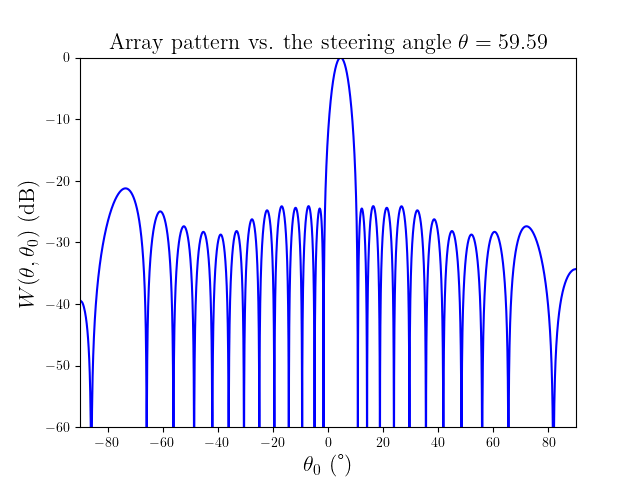 Array pattern vs. the steering angle θ = 59.59
0
−10
−20
−30
−40
−50
−60
W(θ, θ₀) (dB)
−80 −60 −40 −20 0 20 40 60 80
θ₀ (°)